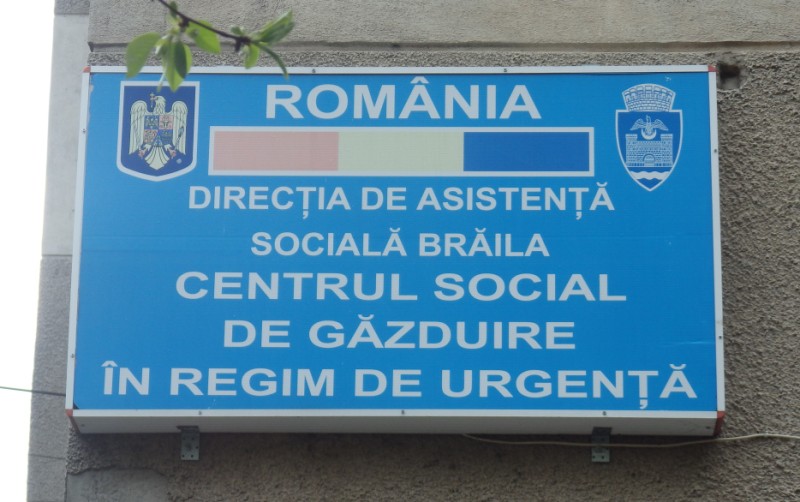 ROMÂNIA
DIRECȚIA DE ASISTENȚĂ
SOCIALĂ BRĂILA
CENTRUL SOCIAL
DE GĂZDUIRE
ÎN REGIM DE URGENȚĂ